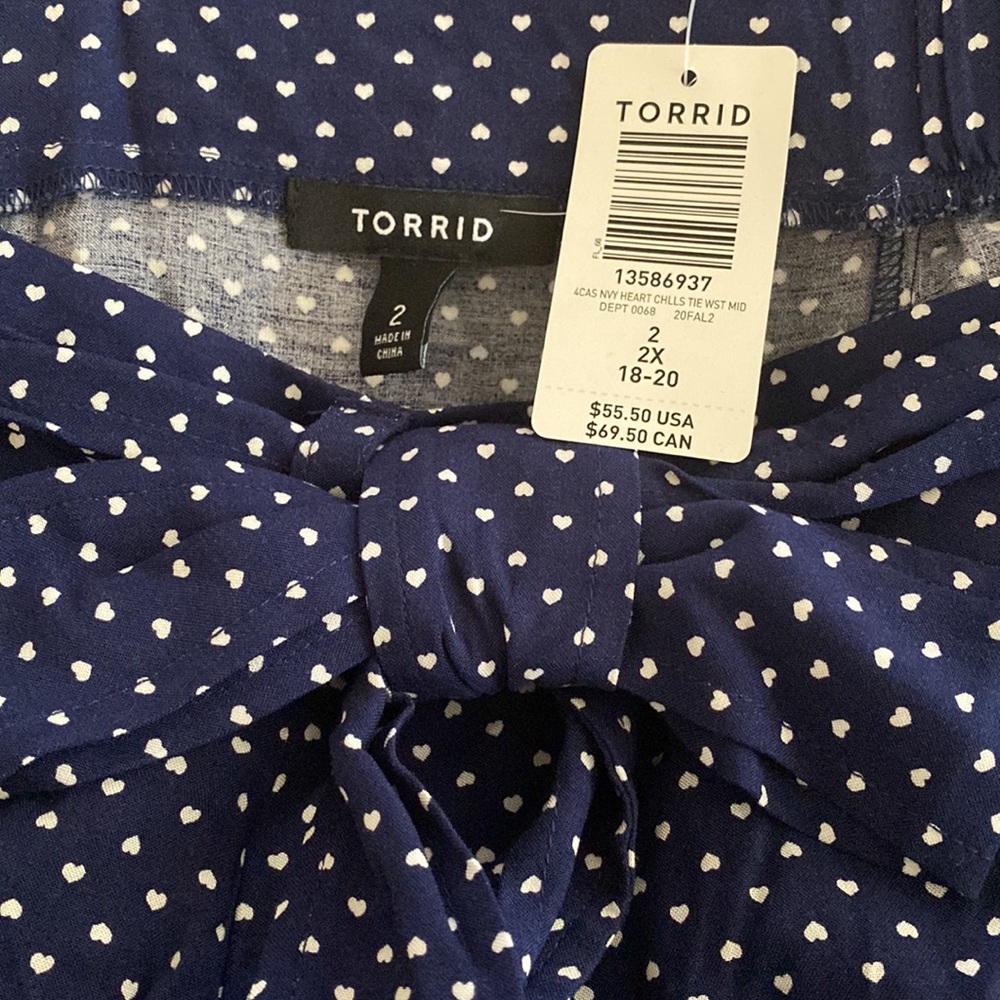 TORRID
FL_66
13586937
4CAS NVY HEART CHLLS TIE WST MID
DEPT 0068 20FAL2
2
2X
18-20
$55.50 USA
$69.50 CAN
TORRID
2
MADE IN
CHINA